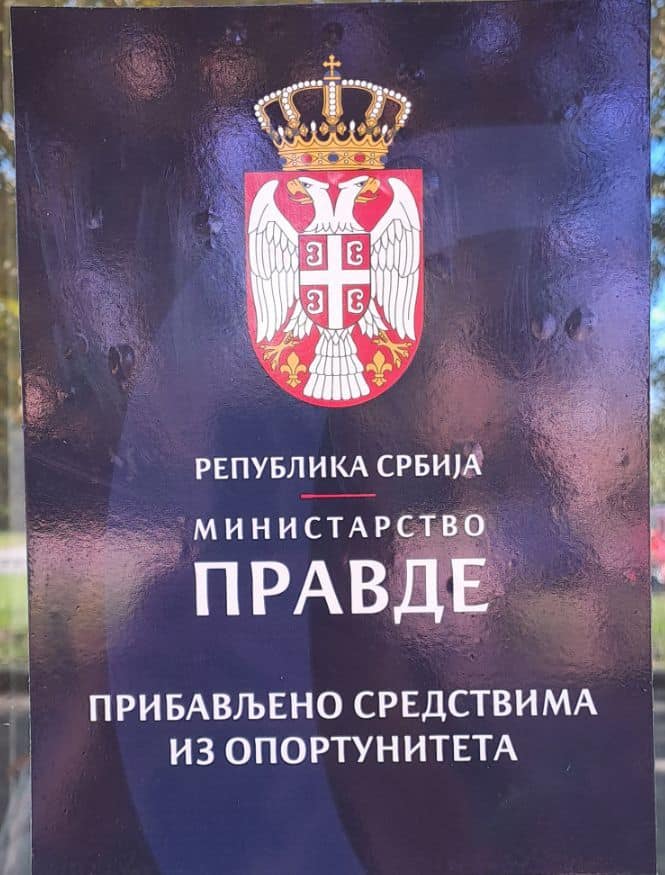 РЕПУБЛИКА СРБИЈА
МИНИСТАРСТВО
ПРАВДЕ
ПРИБАВЉЕНО СРЕДСТВИМА
ИЗ ОПОРТУНИТЕТА